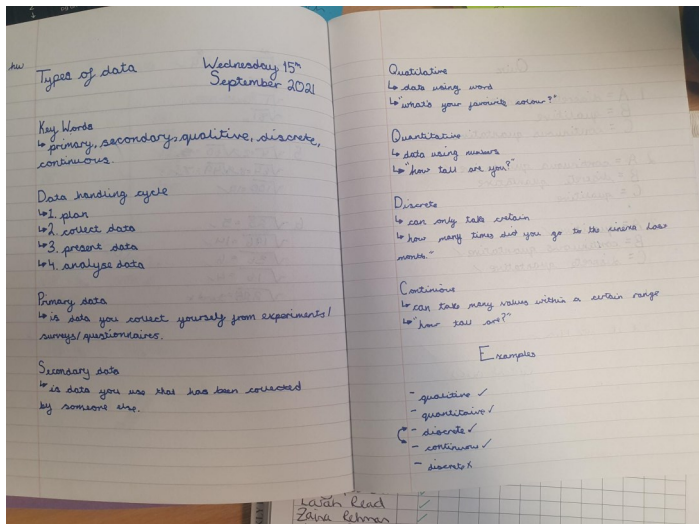 hw
Types of data
Wednesday, 15th
September 2021
Key Words
↳ primary, secondary, qualitive, discrete,
continuous.
Data handling cycle
↳ 1. plan
↳ 2. collect data
↳ 3. present data
↳ 4. analyse data
Primary data
↳ is data you collect yourself from experiments/
surveys/questionnaires.
Secondary data
↳ is data you use that has been collected
by someone else.
Quatilative
↳ data using word
↳ "what's your favourite colour?"
Quantitative
↳ data using numbers
↳ "how tall are you?"
Discrete
↳ can only take cretain
↳ how many times did you go to the cinema last
month."
Continious
↳ can take many values within a certain range
↳ "how tall are?"
Examples
- qualitive ✓
- quantitaive ✓
- discrete ✓
- continuous ✓
- discrete x
Read
Zaina Rehman